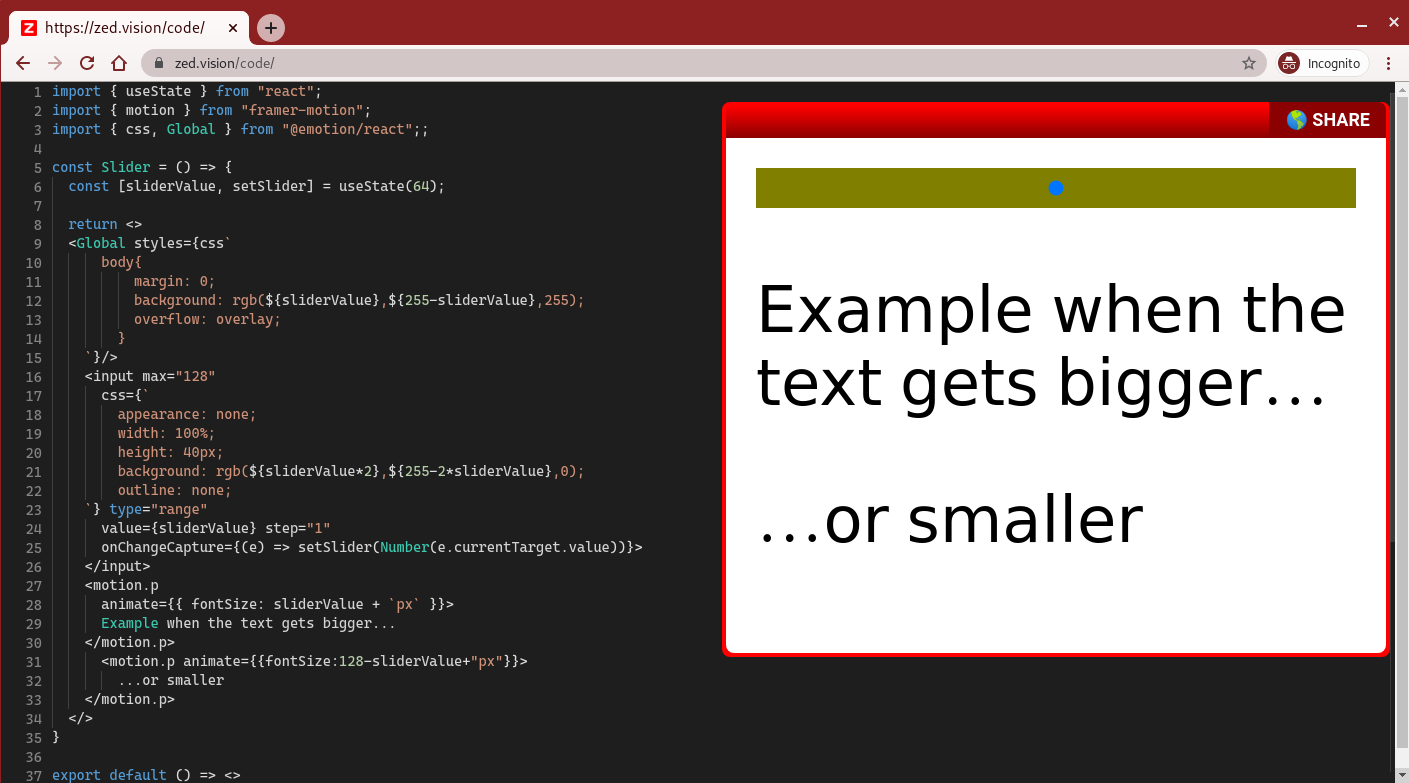 https://zed.vision/code/
zed.vision/code/
Incognito
1 import { useState } from "react";
2 import { motion } from "framer-motion";
3 import { css, Global } from "@emotion/react";;
4
5 const Slider = () => {
6 const [sliderValue, setSlider] = useState(64);
7
8 return <>
9 <Global styles={css`
10 body{
11 margin: 0;
12 background: rgb(${sliderValue},${255-sliderValue},255);
13 overflow: overlay;
14 }
15 `}/>
16 <input max="128"
17 css={`
18 appearance: none;
19 width: 100%;
20 height: 40px;
21 background: rgb(${sliderValue*2},${255-2*sliderValue},0);
22 outline: none;
23 `} type="range"
24 value={sliderValue} step="1"
25 onChangeCapture={(e) => setSlider(Number(e.currentTarget.value))}>
26 </input>
27 <motion.p
28 animate={{ fontSize: sliderValue + `px` }}>
29 Example when the text gets bigger...
30 </motion.p>
31 <motion.p animate={{fontSize:128-sliderValue+"px"}}>
32 ...or smaller
33 </motion.p>
34 </>
35 }
36
37 export default () => <>
SHARE
Example when the
text gets bigger...
...or smaller